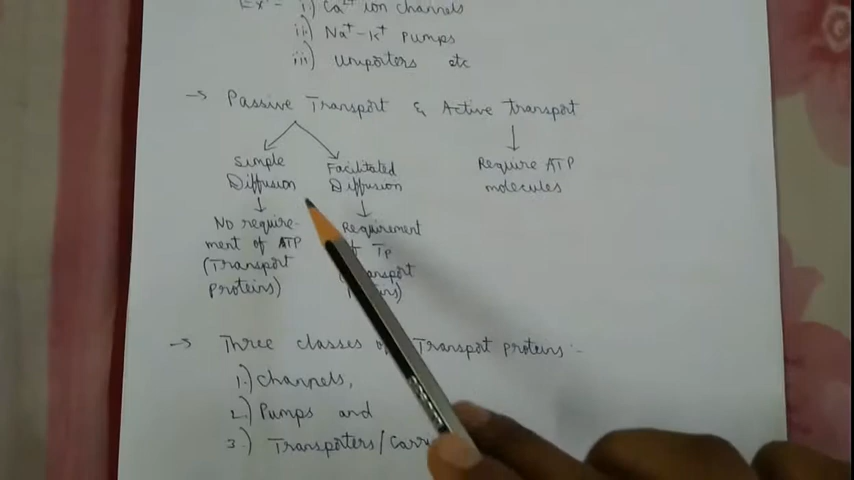 Ex:- i) Ca²⁺ ion channels
ii) Na⁺-K⁺ Pumps
iii) Uniporters etc
→ Passive Transport & Active transport
Simple Diffusion
Facilitated Diffusion
Require ATP molecules
No require-
ment of ATP
(Transport
Proteins)
Requirement
Tp
→ Three classes Transport proteins:-
1.) Channels,
2.) Pumps and
3.) Transporters/